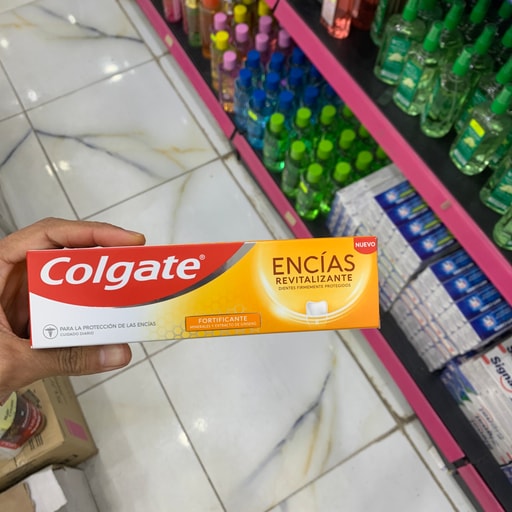 Colgate®
NUEVO
ENCÍAS
REVITALIZANTE
DIENTES FIRMEMENTE PROTEGIDOS
FORTIFICANTE
MINERALES Y EXTRACTO DE
PARA LA PROTECCIÓN DE LAS ENCÍAS
CUIDADO DIARIO
Signa